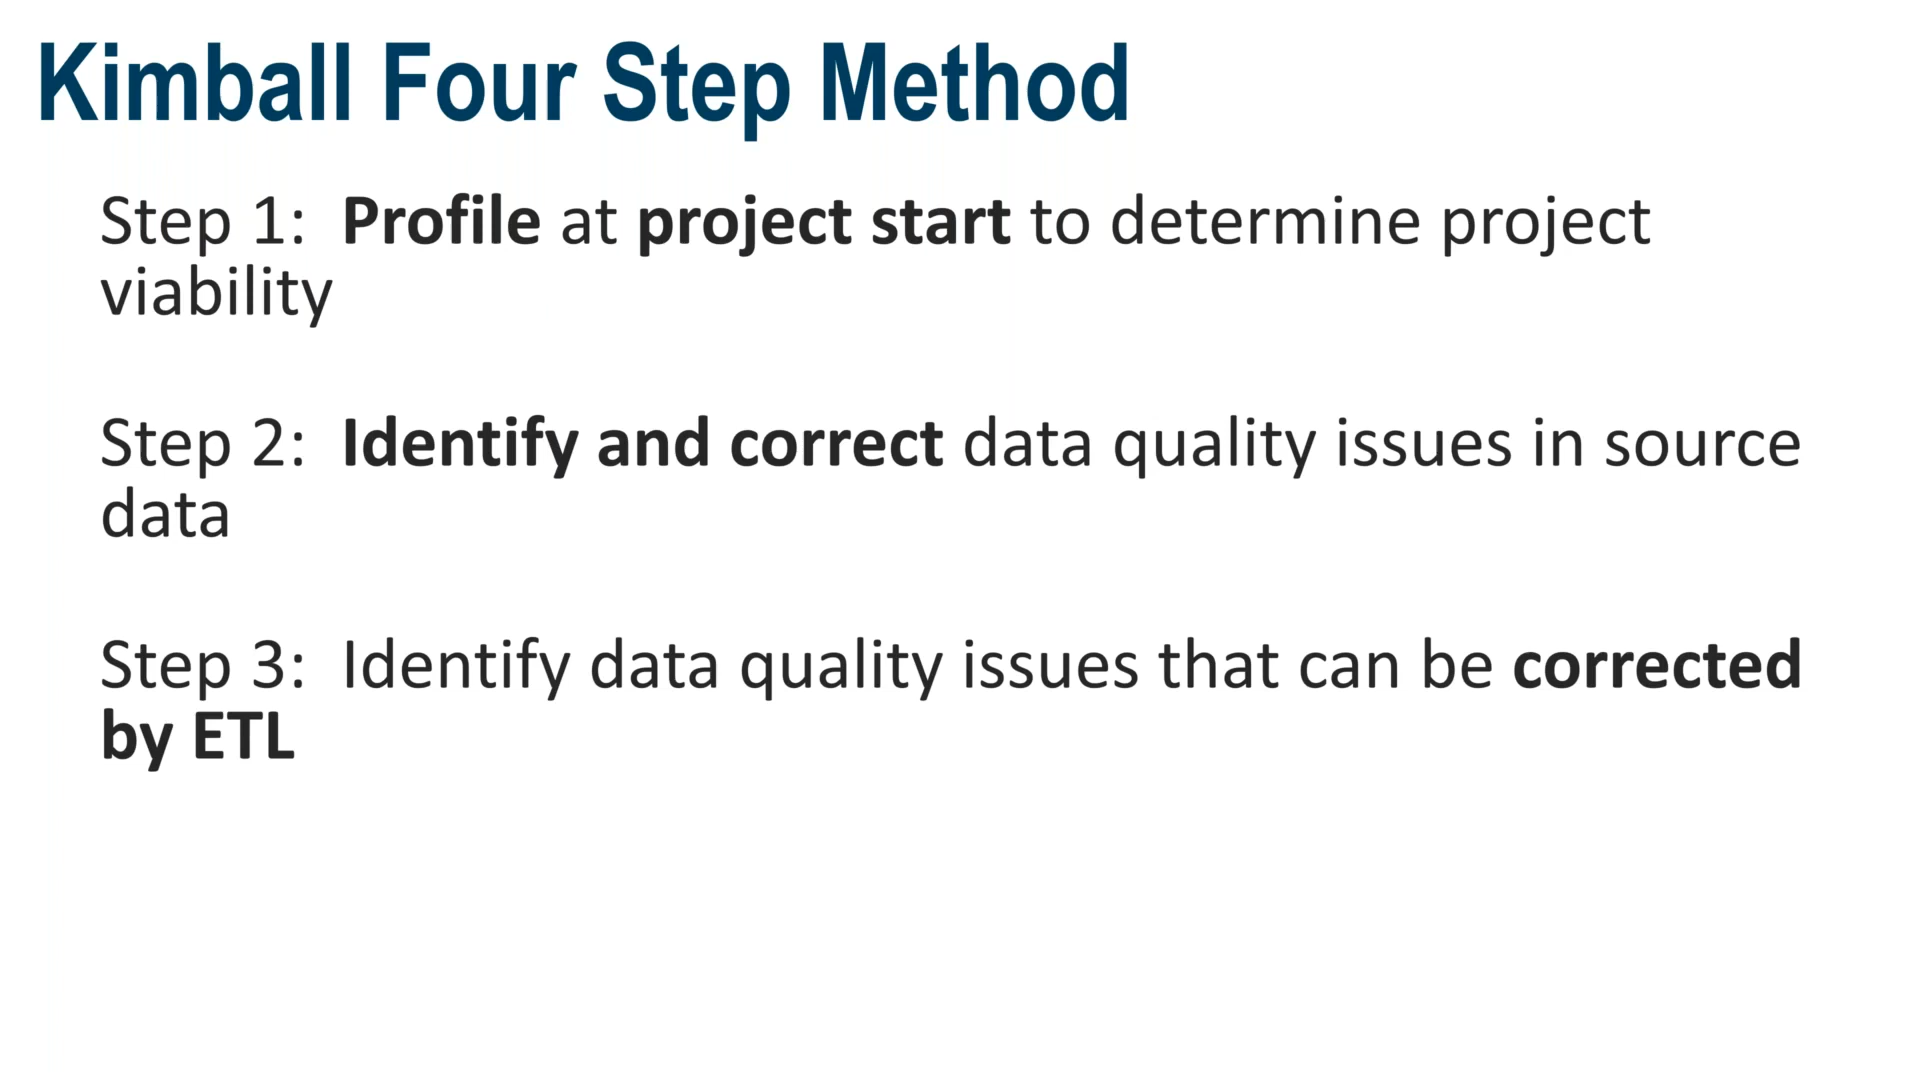 Kimball Four Step Method
Step 1: Profile at project start to determine project
viability
Step 2: Identify and correct data quality issues in source
data
Step 3: Identify data quality issues that can be corrected
by ETL